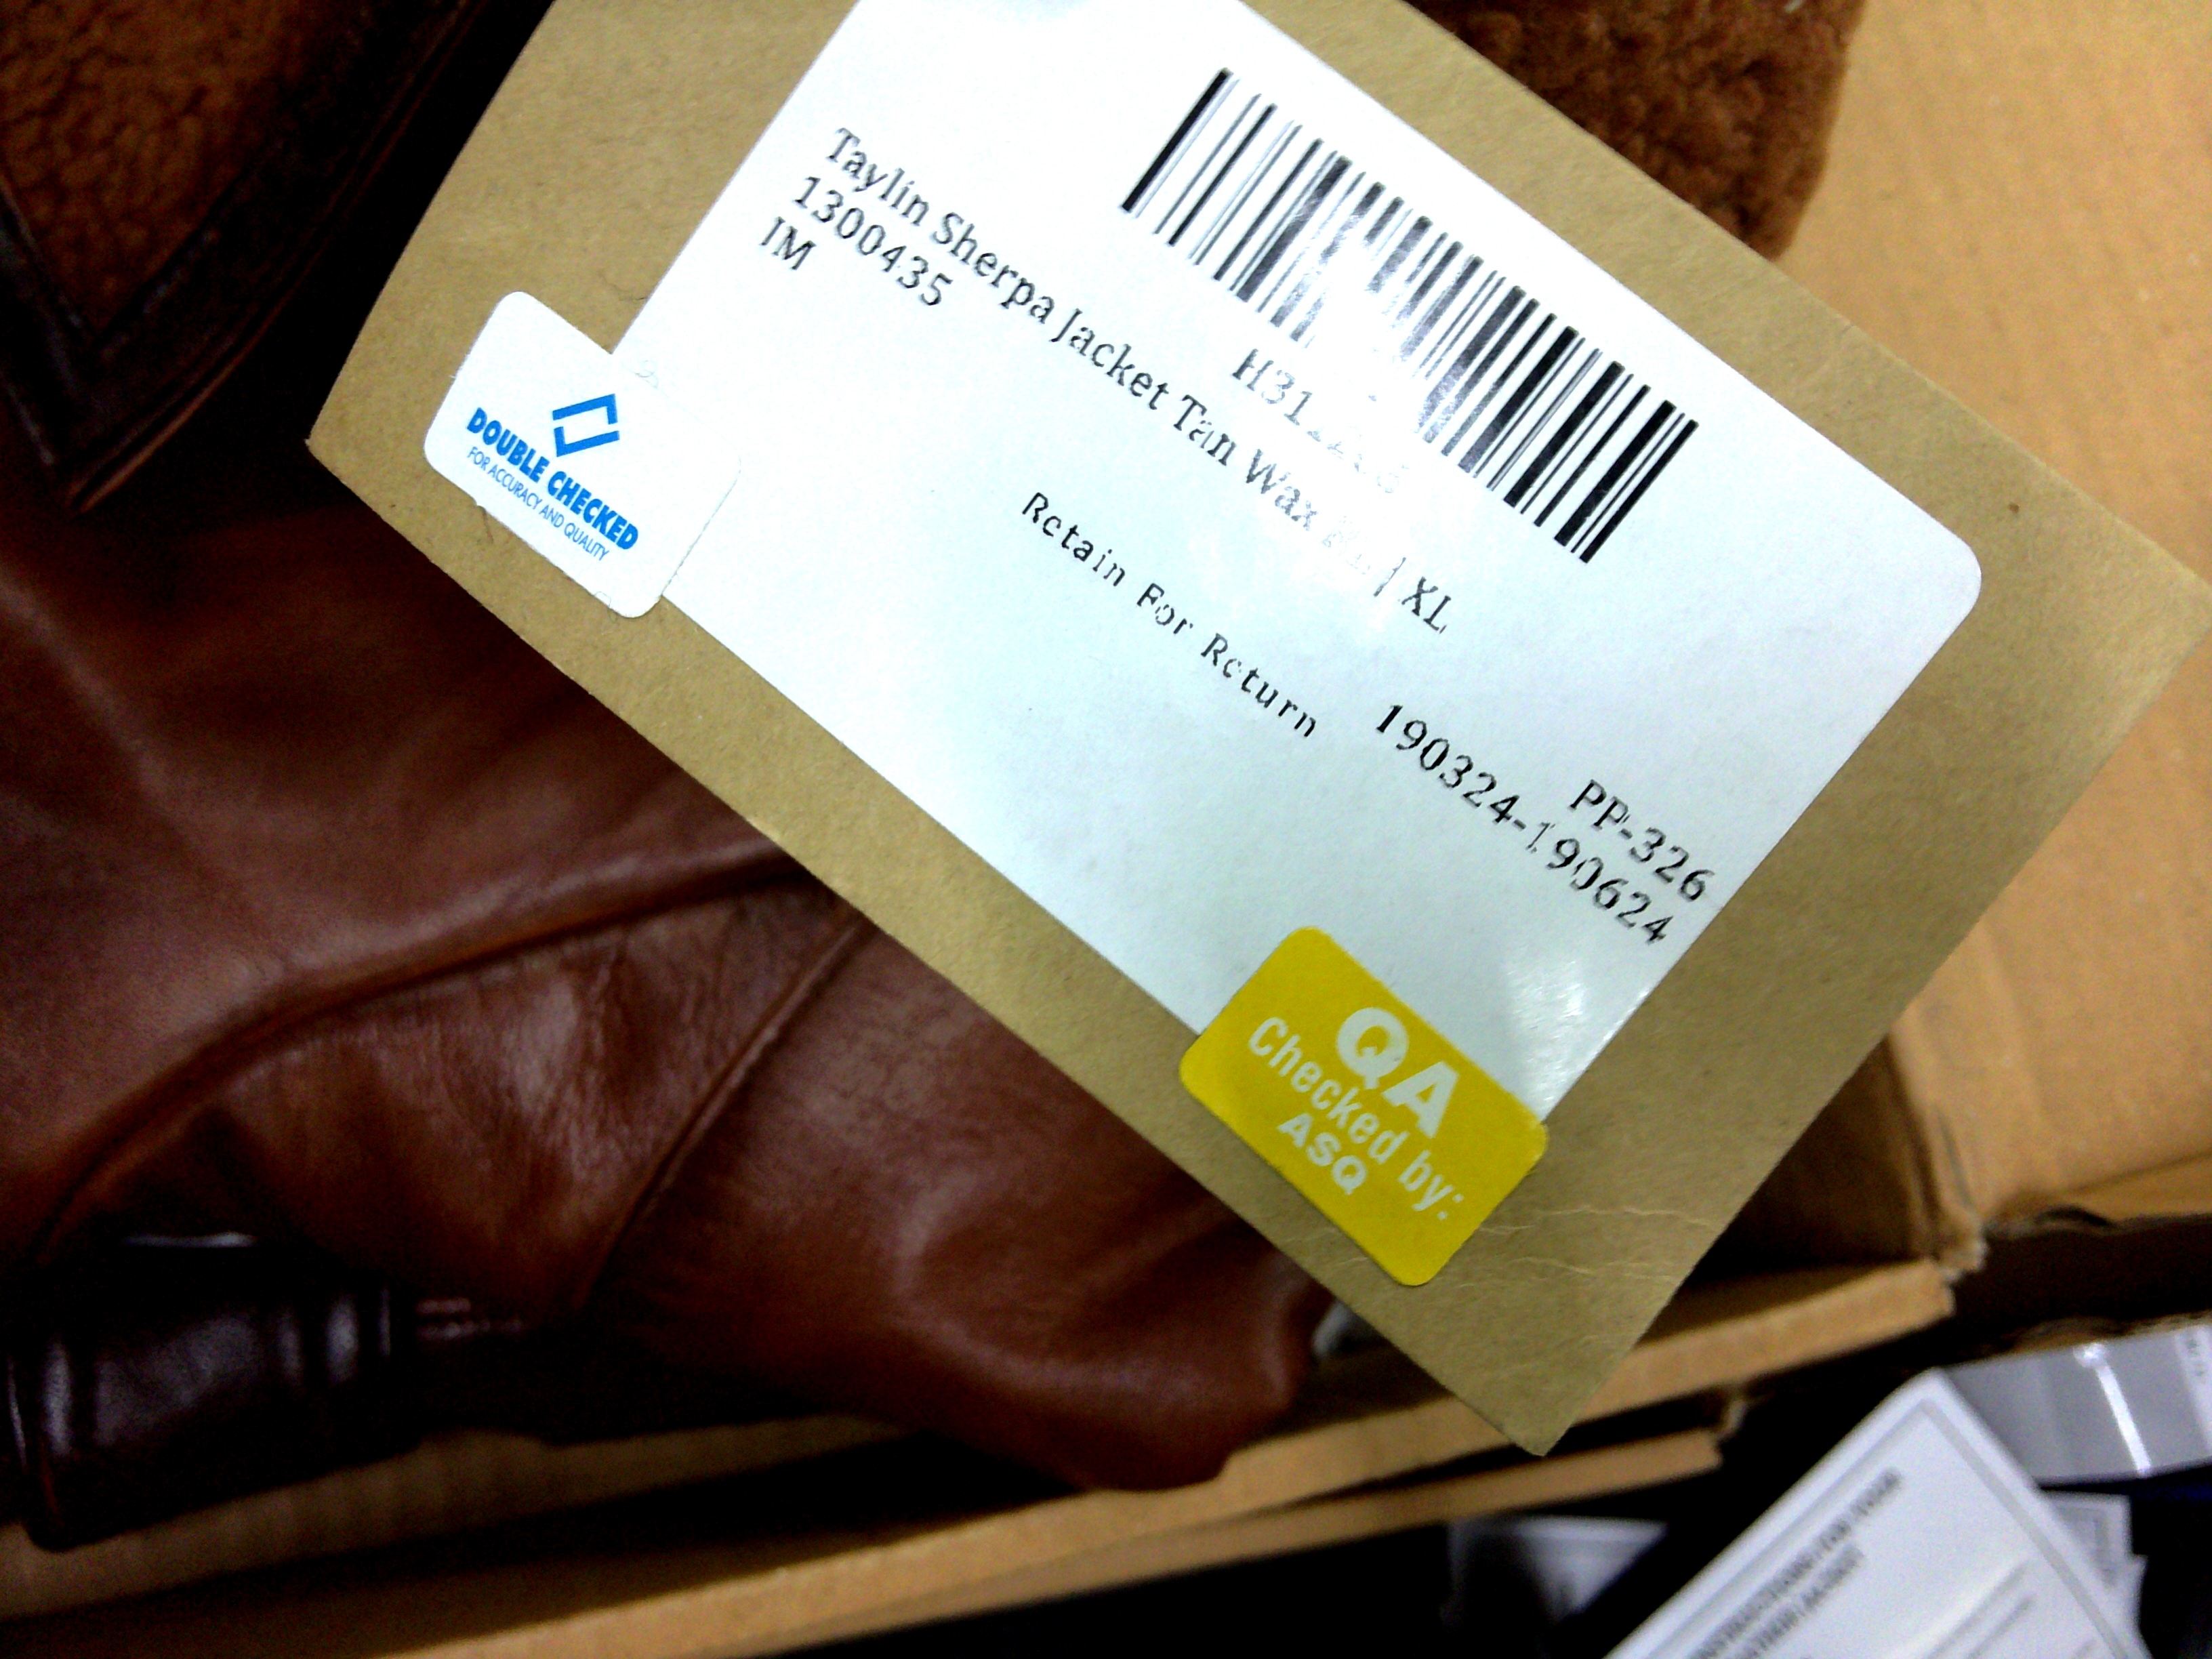 Taylin Sherpa Jacket Tan Wax | XL
1300435
IM
Retain For Return
PP-326
190324-190624
DOUBLE CHECKED
FOR ACCURACY AND QUALITY
QA
Checked by:
ASQ